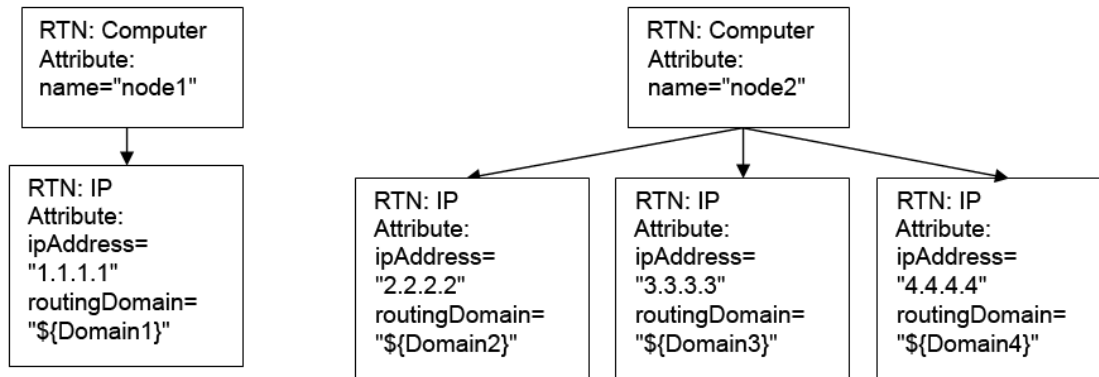 RTN: Computer
Attribute:
name="node1"
RTN: IP
Attribute:
ipAddress=
"1.1.1.1"
routingDomain=
"${Domain1}"
RTN: Computer
Attribute:
name="node2"
RTN: IP
Attribute:
ipAddress=
"2.2.2.2"
routingDomain=
"${Domain2}"
RTN: IP
Attribute:
ipAddress=
"3.3.3.3"
routingDomain=
"${Domain3}"
RTN: IP
Attribute:
ipAddress=
"4.4.4.4"
routingDomain=
"${Domain4}"